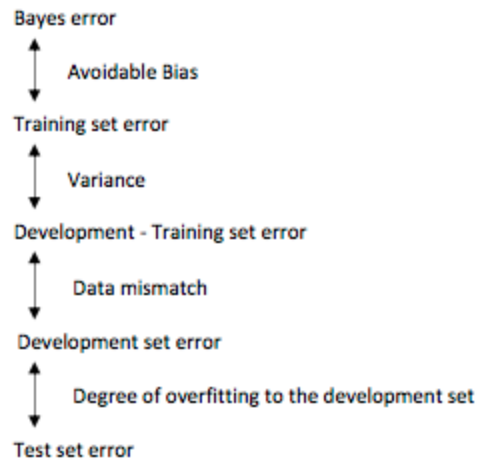 Bayes error
Avoidable Bias
Training set error
Variance
Development - Training set error
Data mismatch
Development set error
Degree of overfitting to the development set
Test set error